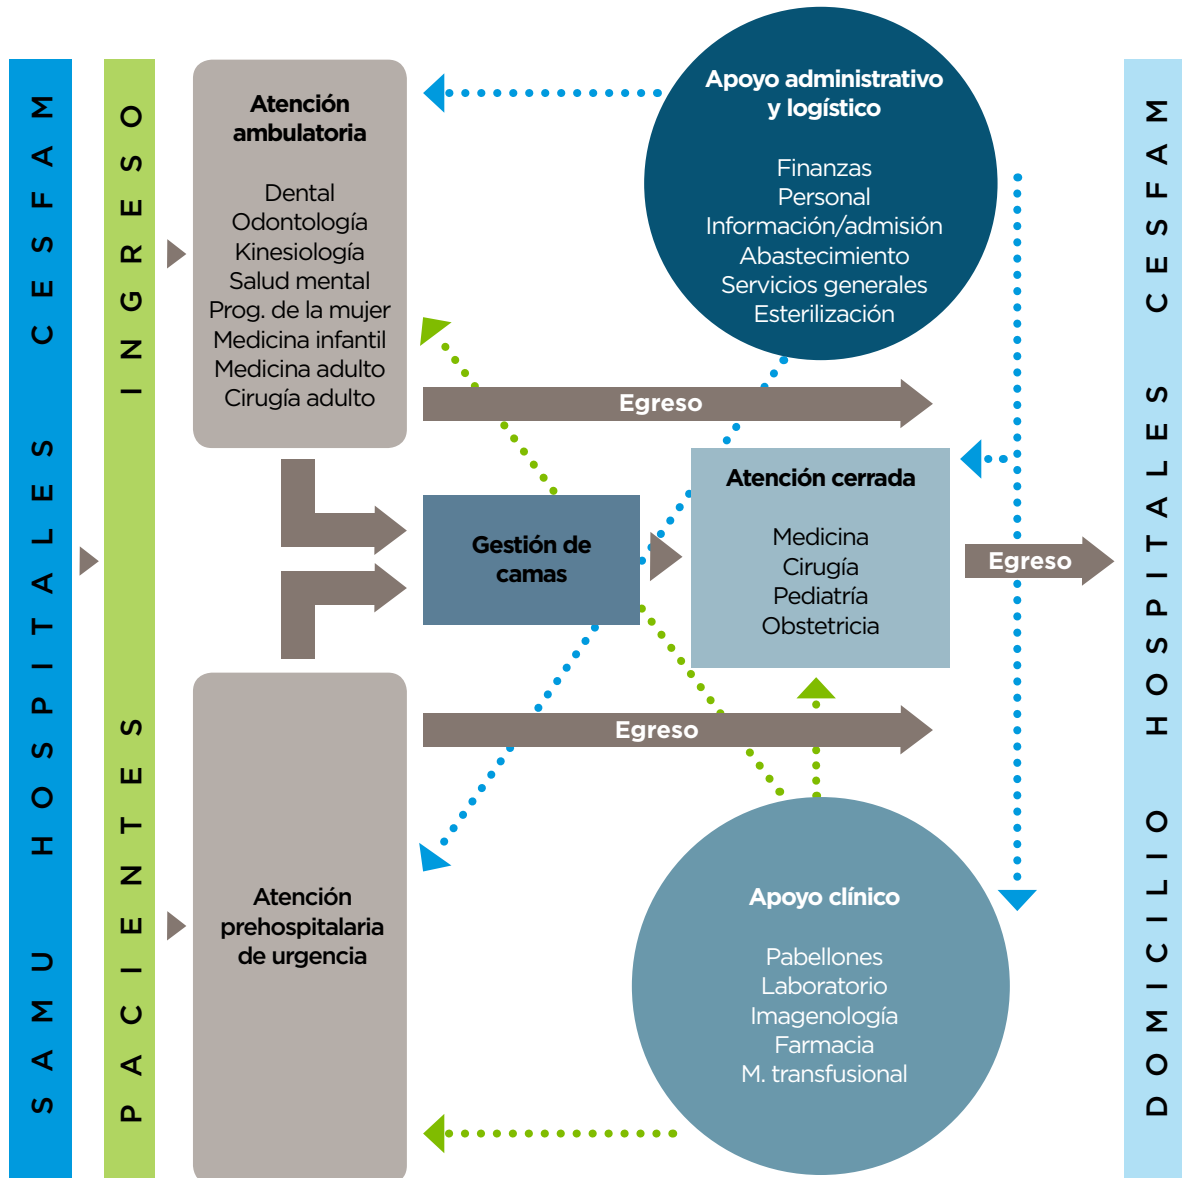 SAMU HOSPITALES CESFAM
PACIENTES INGRESO
Atención
ambulatoria
Dental
Odontología
Kinesiología
Salud mental
Prog. de la mujer
Medicina infantil
Medicina adulto
Cirugía adulto
Apoyo administrativo
y logístico
Finanzas
Personal
Información/admisión
Abastecimiento
Servicios generales
Esterilización
Egreso
Gestión de
camas
Atención cerrada
Medicina
Cirugía
Pediatría
Obstetricia
Egreso
Egreso
Atención
prehospitalaria
de urgencia
Apoyo clínico
Pabellones
Laboratorio
Imagenología
Farmacia
M. transfusional
DOMICILIO HOSPITALES CESFAM